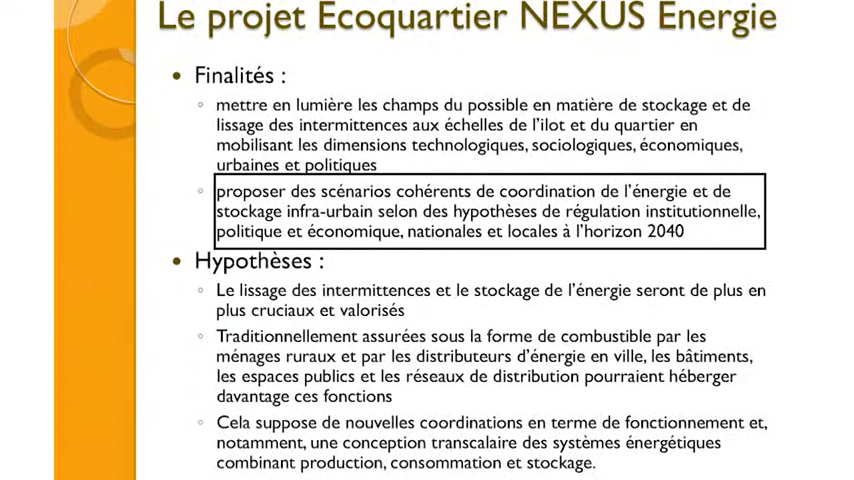 Le projet Ecoquartier NEXUS Energie
• Finalités :
◦ mettre en lumière les champs du possible en matière de stockage et de
lissage des intermittences aux échelles de l'ilot et du quartier en
mobilisant les dimensions technologiques, sociologiques, économiques,
urbaines et politiques
◦ proposer des scénarios cohérents de coordination de l'énergie et de
stockage infra-urbain selon des hypothèses de régulation institutionnelle,
politique et économique, nationales et locales à l'horizon 2040
• Hypothèses :
◦ Le lissage des intermittences et le stockage de l'énergie seront de plus en
plus cruciaux et valorisés
◦ Traditionnellement assurées sous la forme de combustible par les
ménages ruraux et par les distributeurs d'énergie en ville, les bâtiments,
les espaces publics et les réseaux de distribution pourraient héberger
davantage ces fonctions
◦ Cela suppose de nouvelles coordinations en terme de fonctionnement et,
notamment, une conception transcalaire des systèmes énergétiques
combinant production, consommation et stockage.